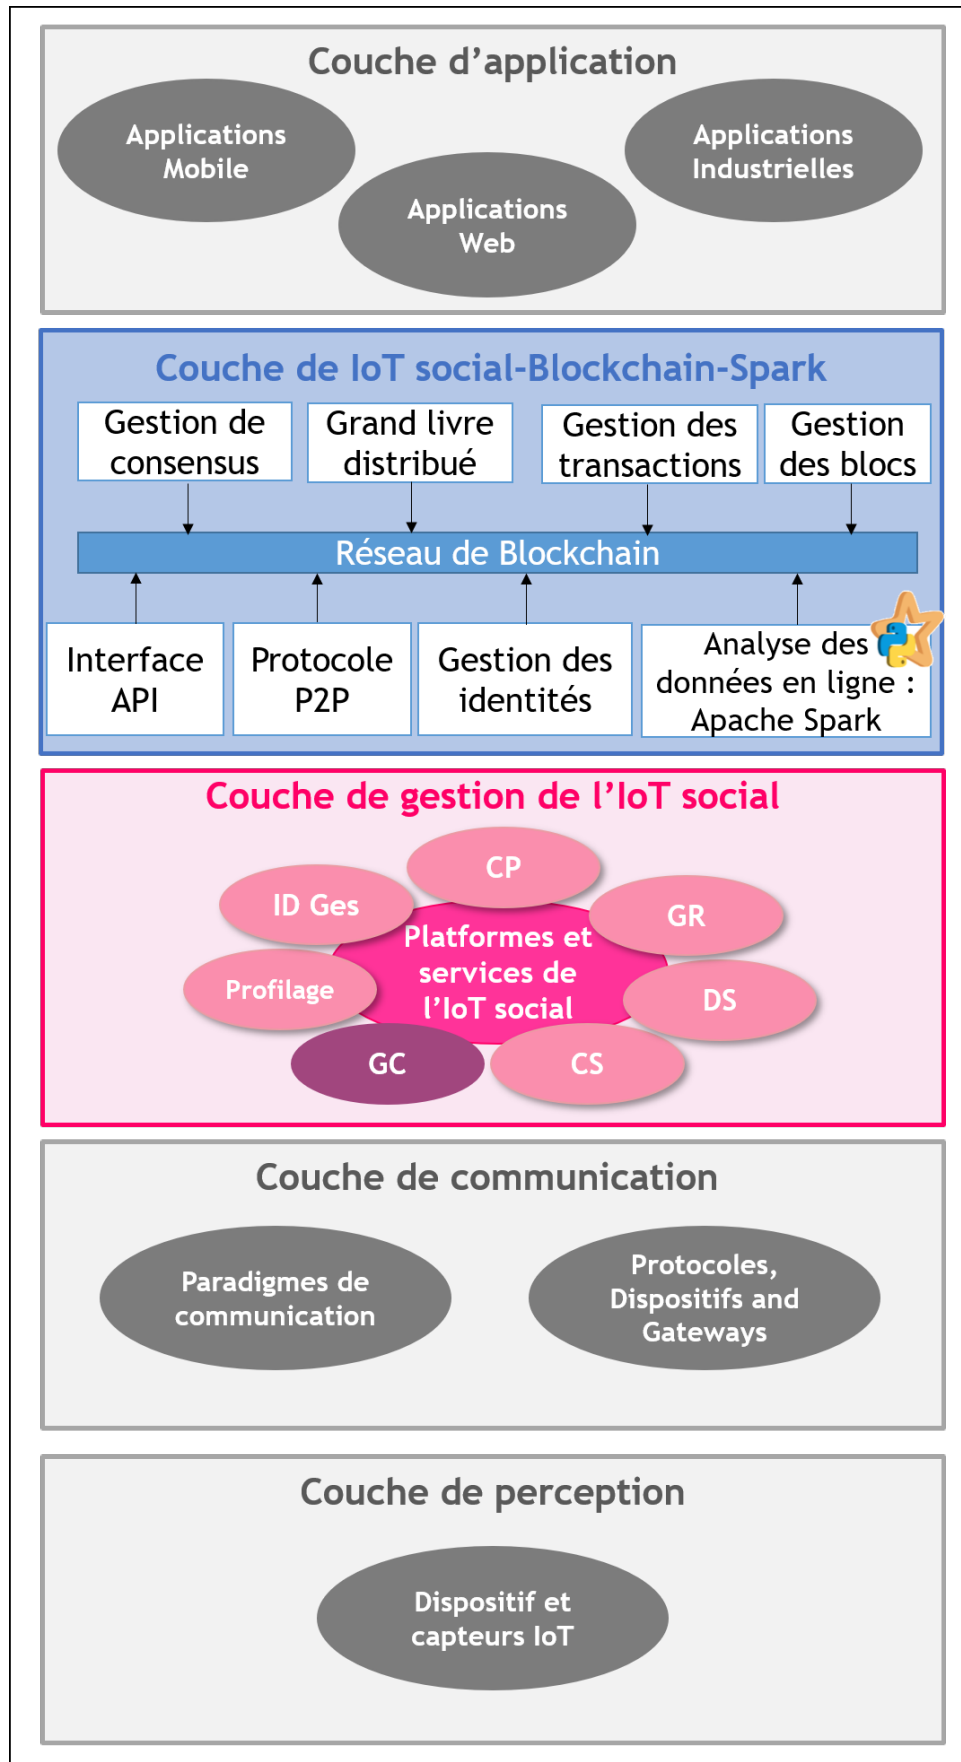 Couche d'application
Applications
Mobile
Applications
Industrielles
Applications
Web
Couche de IoT social-Blockchain-Spark
Gestion de
consensus
Grand livre
distribué
Gestion des
transactions
Gestion
des blocs
Réseau de Blockchain
Interface
API
Protocole
P2P
Gestion des
identités
Analyse des
données en ligne :
Apache Spark
Couche de gestion de l'IoT social
CP
ID Ges
GR
Platformes et
services de
l'IoT social
Profilage
DS
GC
CS
Couche de communication
Paradigmes de
communication
Protocoles,
Dispositifs and
Gateways
Couche de perception
Dispositif et
capteurs IoT